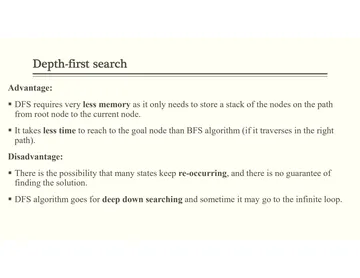 Depth-first search
Advantage:
▪ DFS requires very less memory as it only needs to store a stack of the nodes on the path
from root node to the current node.
▪ It takes less time to reach to the goal node than BFS algorithm (if it traverses in the right
path).
Disadvantage:
▪ There is the possibility that many states keep re-occurring, and there is no guarantee of
finding the solution.
▪ DFS algorithm goes for deep down searching and sometime it may go to the infinite loop.